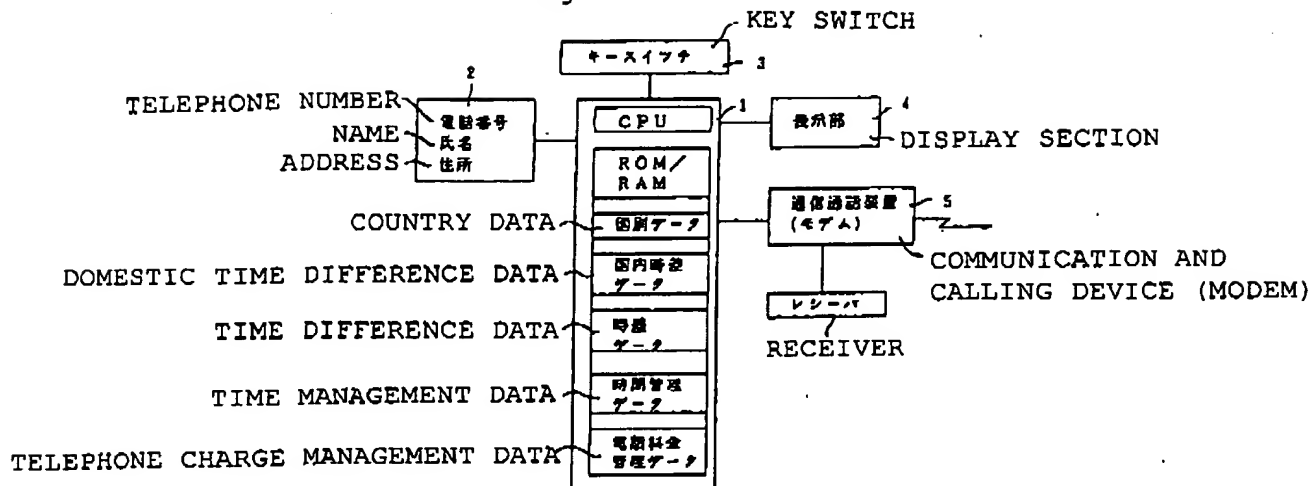 KEY SWITCH
キースイッチ 3
2
TELEPHONE NUMBER 電話番号
NAME 氏名
ADDRESS 住所
CPU 1
表示部 4
DISPLAY SECTION
ROM/
RAM
COUNTRY DATA 国別データ
DOMESTIC TIME DIFFERENCE DATA 国内時差
データ
TIME DIFFERENCE DATA 時差
データ
TIME MANAGEMENT DATA 時間管理
データ
TELEPHONE CHARGE MANAGEMENT DATA 電話料金
管理データ
通信通話装置 5
(モデム)
COMMUNICATION AND
CALLING DEVICE (MODEM)
レシーバ
RECEIVER